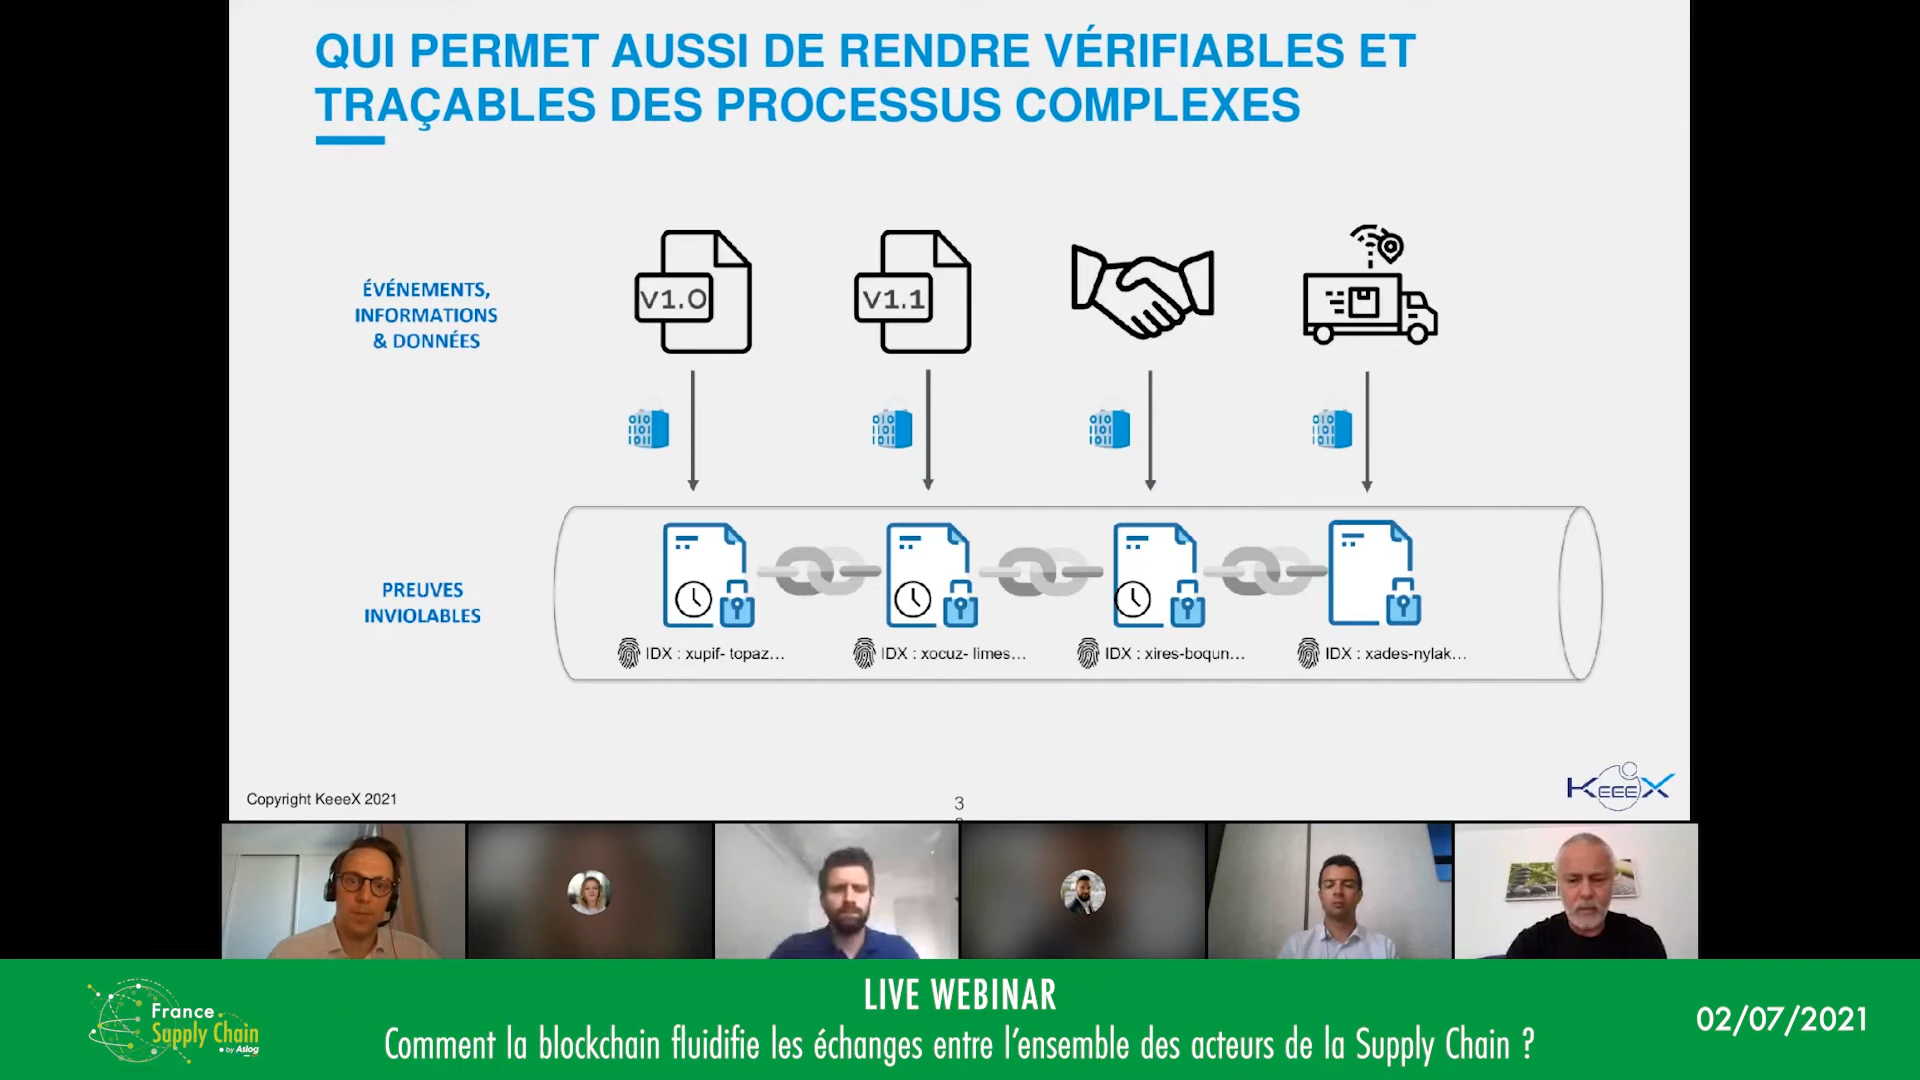 QUI PERMET AUSSI DE RENDRE VÉRIFIABLES ET
TRAÇABLES DES PROCESSUS COMPLEXES
ÉVÉNEMENTS,
INFORMATIONS
& DONNÉES
V1.0
V1.1
PREUVES
INVIOLABLES
IDX : xupif- topaz...
IDX : xocuz- limes...
IDX : xires-boqun...
IDX : xades-nylak...
Copyright KeeeX 2021
3
KEEEX
France
Supply Chain
by Aslog
LIVE WEBINAR
Comment la blockchain fluidifie les échanges entre l'ensemble des acteurs de la Supply Chain ?
02/07/2021